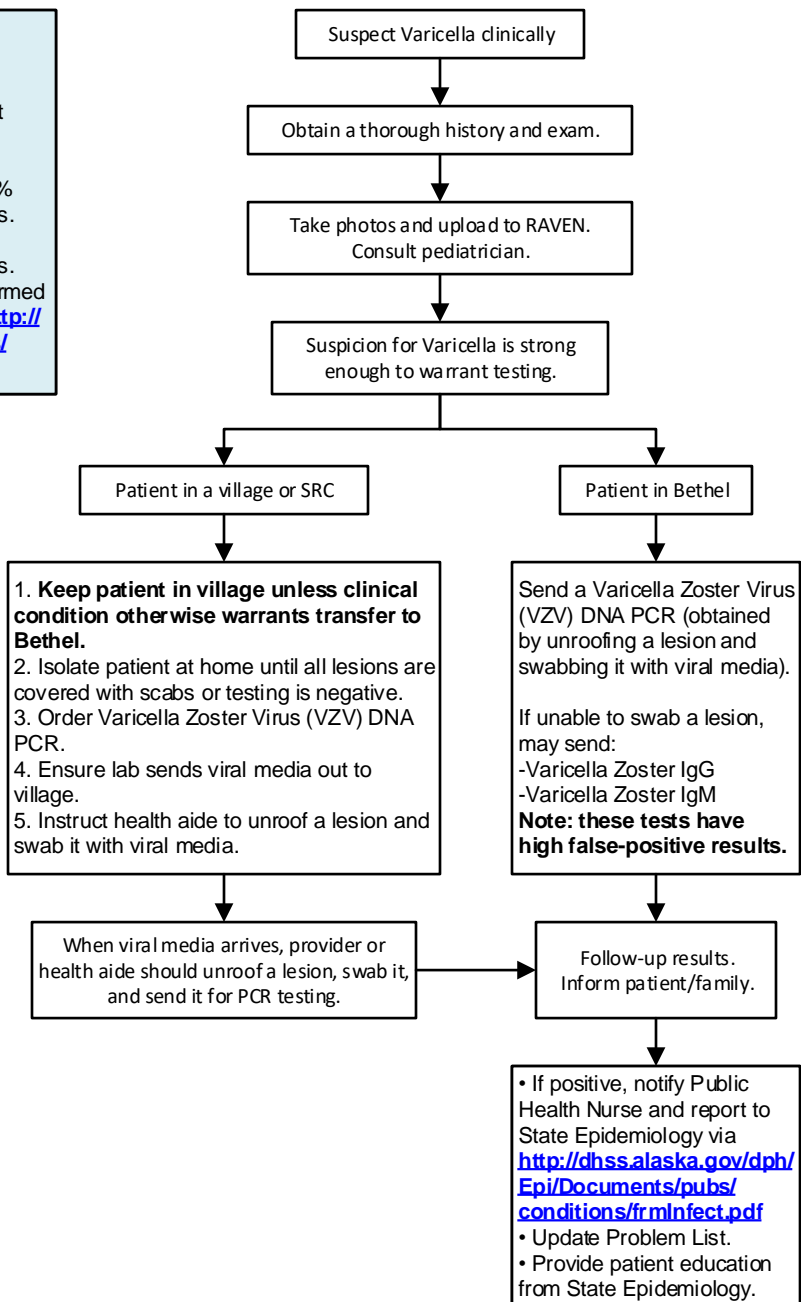 t
%
s.
s.
rmed
ttp://
/
Suspect Varicella clinically
Obtain a thorough history and exam.
Take photos and upload to RAVEN.
Consult pediatrician.
Suspicion for Varicella is strong
enough to warrant testing.
Patient in a village or SRC
1. Keep patient in village unless clinical
condition otherwise warrants transfer to
Bethel.
2. Isolate patient at home until all lesions are
covered with scabs or testing is negative.
3. Order Varicella Zoster Virus (VZV) DNA
PCR.
4. Ensure lab sends viral media out to
village.
5. Instruct health aide to unroof a lesion and
swab it with viral media.
When viral media arrives, provider or
health aide should unroof a lesion, swab it,
and send it for PCR testing.
Patient in Bethel
Send a Varicella Zoster Virus
(VZV) DNA PCR (obtained
by unroofing a lesion and
swabbing it with viral media).
If unable to swab a lesion,
may send:
-Varicella Zoster IgG
-Varicella Zoster IgM
Note: these tests have
high false-positive results.
Follow-up results.
Inform patient/family.
• If positive, notify Public
Health Nurse and report to
State Epidemiology via
http://dhss.alaska.gov/dph/
Epi/Documents/pubs/
conditions/frmInfect.pdf
• Update Problem List.
• Provide patient education
from State Epidemiology.